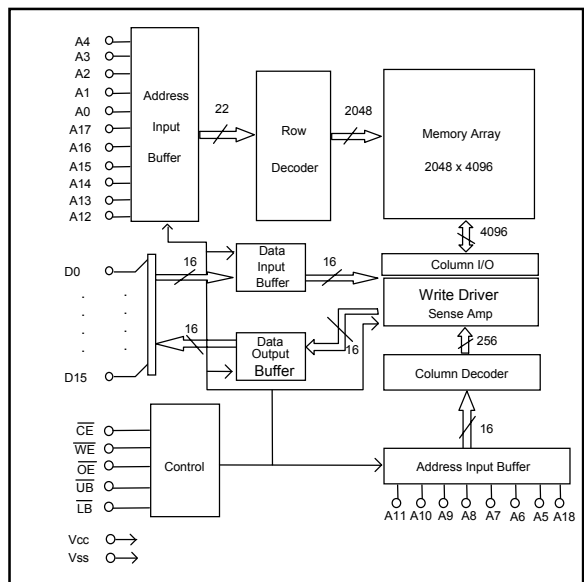 A4
A3
A2
A1
A0
A17
A16
A15
A14
A13
A12
Address
Input
Buffer
22
Row
Decoder
2048
Memory Array
2048 x 4096
4096
D0
.
.
.
.
D15
.
.
.
.
16
Data
Input
Buffer
16
Column I/O
Write Driver
Sense Amp
16
Data
Output
Buffer
16
256
Column Decoder
16
CE
WE
OE
UB
LB
Control
Address Input Buffer
A11 A10 A9 A8 A7 A6 A5 A18
Vcc
Vss